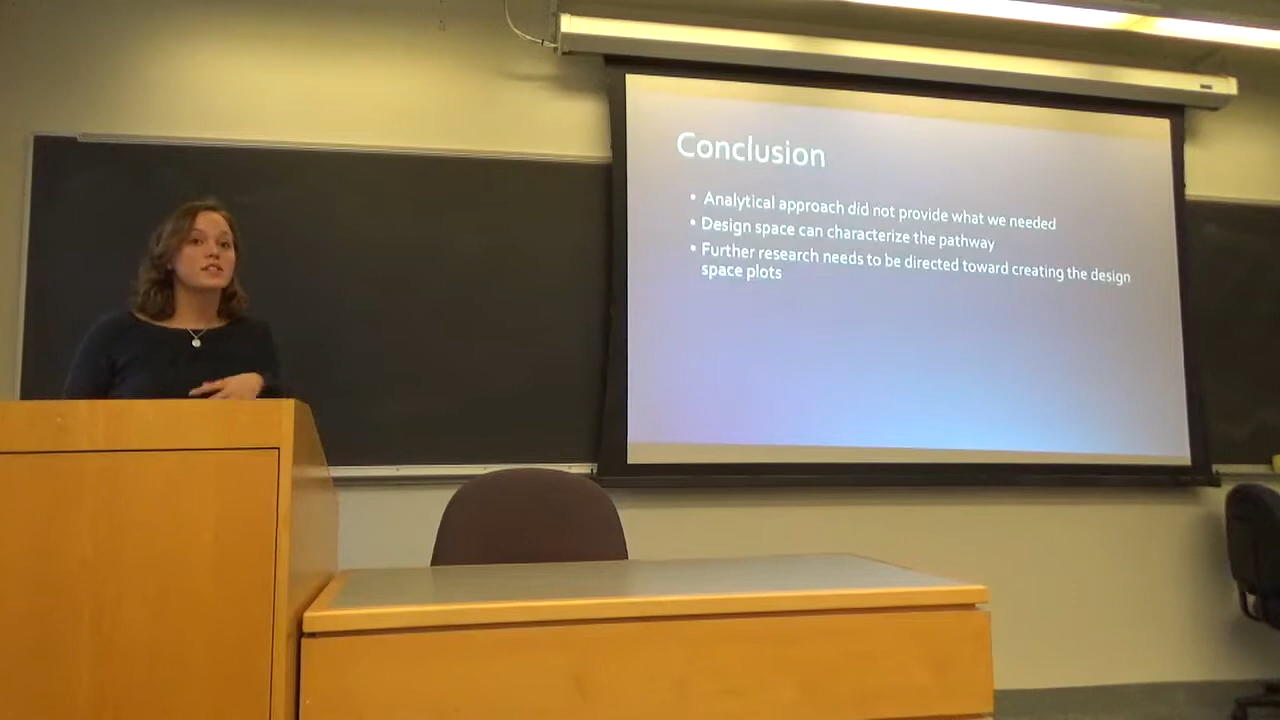 Conclusion
• Analytical approach did not provide what we needed
• Design space can characterize the pathway
• Further research needs to be directed toward creating the design
space plots